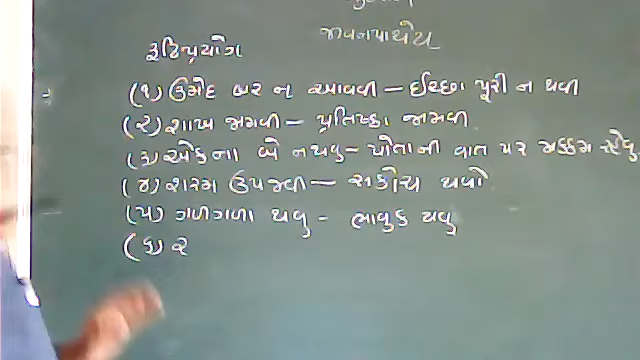 જીવનપાથેય
રૂઢિપ્રયોગ
(૧) ઉમેદ બર ન આવવી – ઈચ્છા પૂરી ન થવી
(૨) શાખ જામવી – પ્રતિષ્ઠા જામવી
(૩) એકના બે ન થવુ – પોતાની વાત પર મક્કમ રહેવુ
(૪) શરમ ઉપજવી – સંકોચ થવો
(૫) ગળગળા થવુ – ભાવુક થવુ
(૬) ર